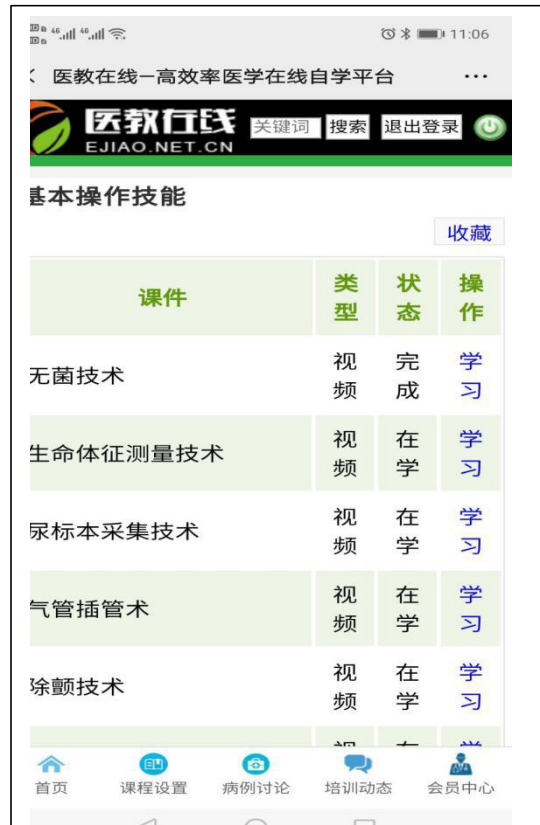 46 46 11:06
医教在线-高效率医学在线自学平台 ...
医教在线
EJIAO.NET.CN
关键词 搜索 退出登录
基本操作技能
收藏
课件 类型 状态 操作
无菌技术 视频 完成 学习
生命体征测量技术 视频 在学 学习
尿标本采集技术 视频 在学 学习
气管插管术 视频 在学 学习
除颤技术 视频 在学 学习
首页 课程设置 病例讨论 培训动态 会员中心